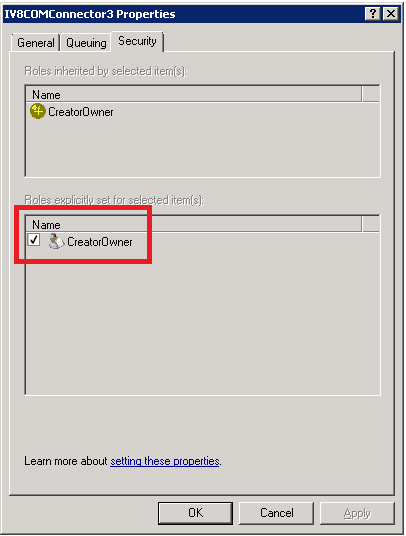 IV8COMConnector3 Properties
General Queuing Security
Roles inherited by selected item(s):
Name
CreatorOwner
Roles explicitly set for selected item(s):
Name
CreatorOwner
Learn more about setting these properties.
OK Cancel Apply